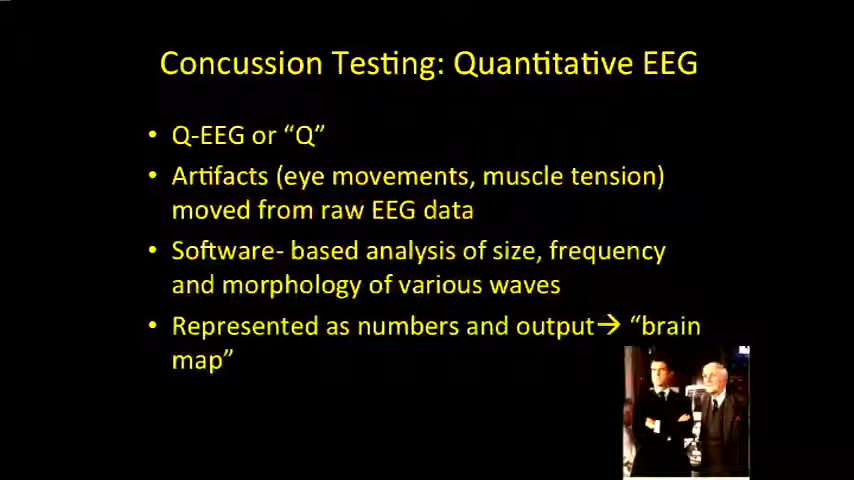 Concussion Testing: Quantitative EEG
• Q-EEG or “Q”
• Artifacts (eye movements, muscle tension)
moved from raw EEG data
• Software- based analysis of size, frequency
and morphology of various waves
• Represented as numbers and output→ “brain
map”